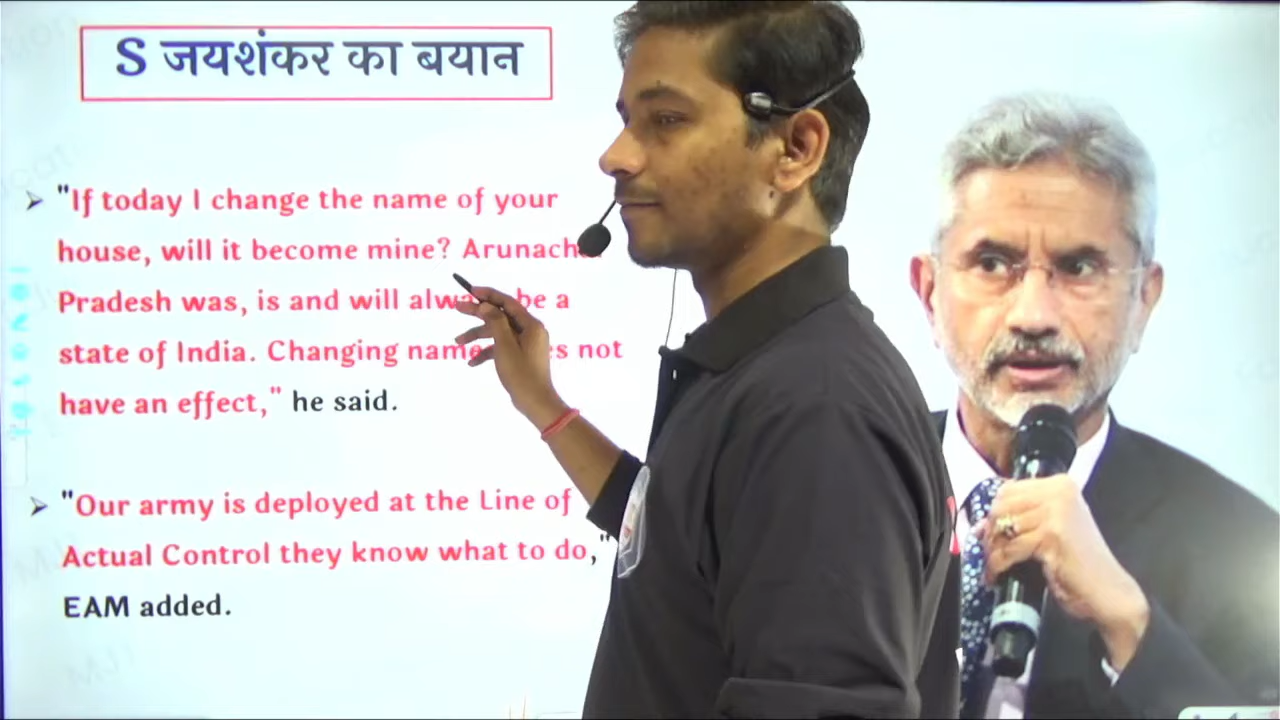 S जयशंकर का बयान
"If today I change the name of your
house, will it become mine?
Pradesh was, is and will be a
state of India. Changing not
have an effect," he said.
"Our army is deployed at the Line of
Actual Control they know what to do,"
EAM added.